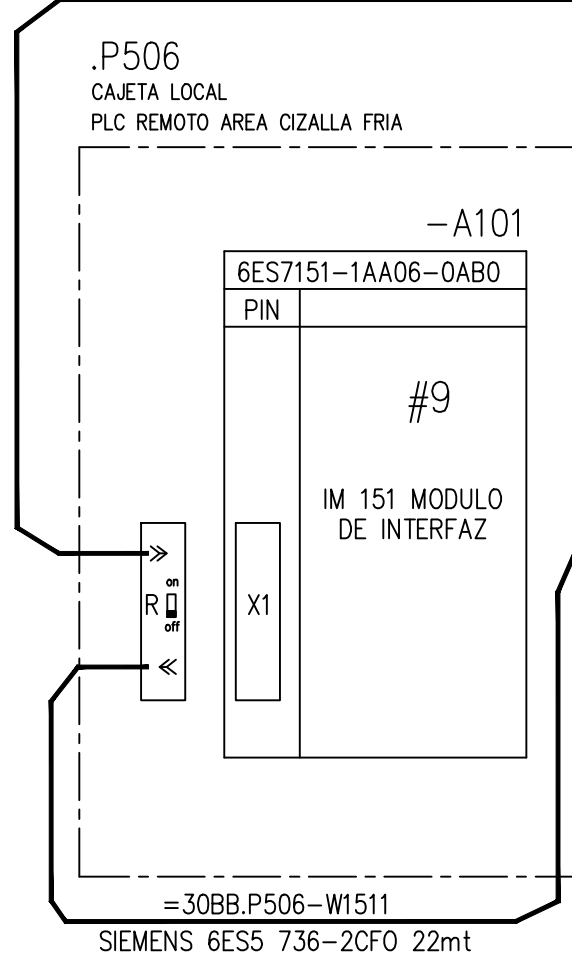 .P506
CAJETA LOCAL
PLC REMOTO AREA CIZALLA FRIA
-A101
6ES7151-1AA06-0AB0
PIN
#9
IM 151 MODULO
DE INTERFAZ
on
R
off
X1
=30BB.P506-W1511
SIEMENS 6ES5 736-2CF0 22mt